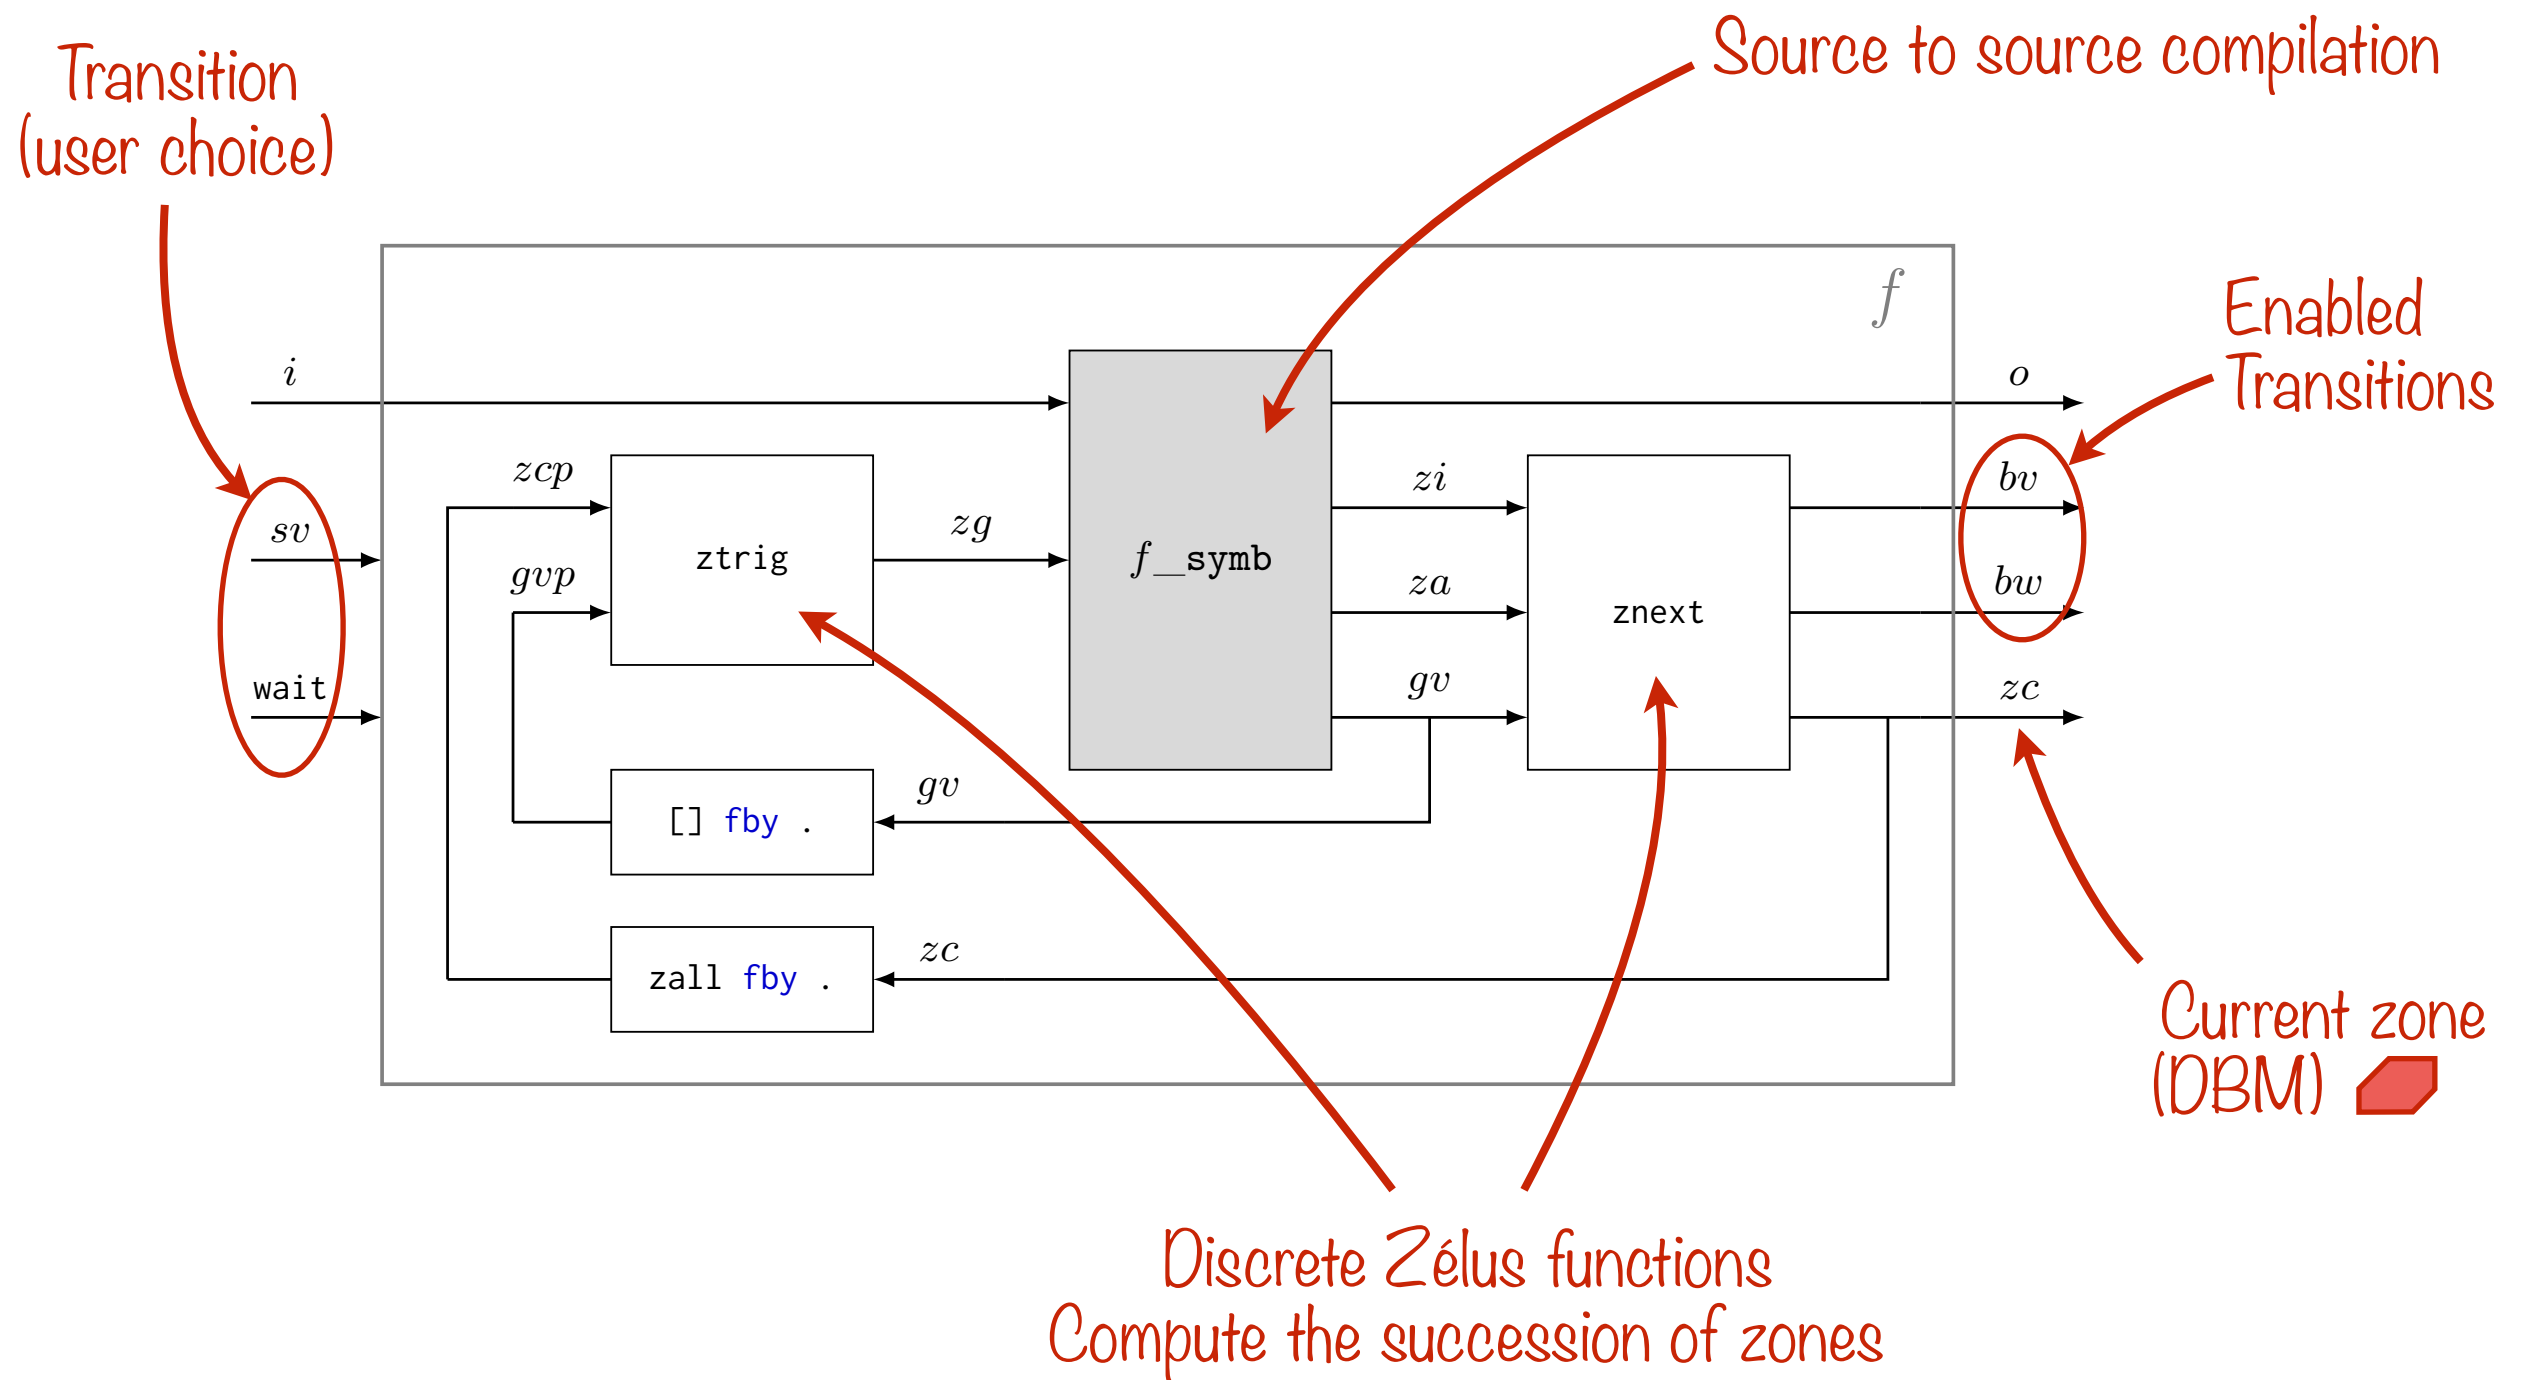 Source to source compilation
Transition
(user choice)
f
Enabled
Transitions
i
o
zcp
zi
bv
sv
zg
ztrig
f_symb
gvp
za
bw
znext
wait
gv
zc
gv
[] fby .
zc
zall fby .
Current zone
(DBM)
Discrete Zélus functions
Compute the succession of zones